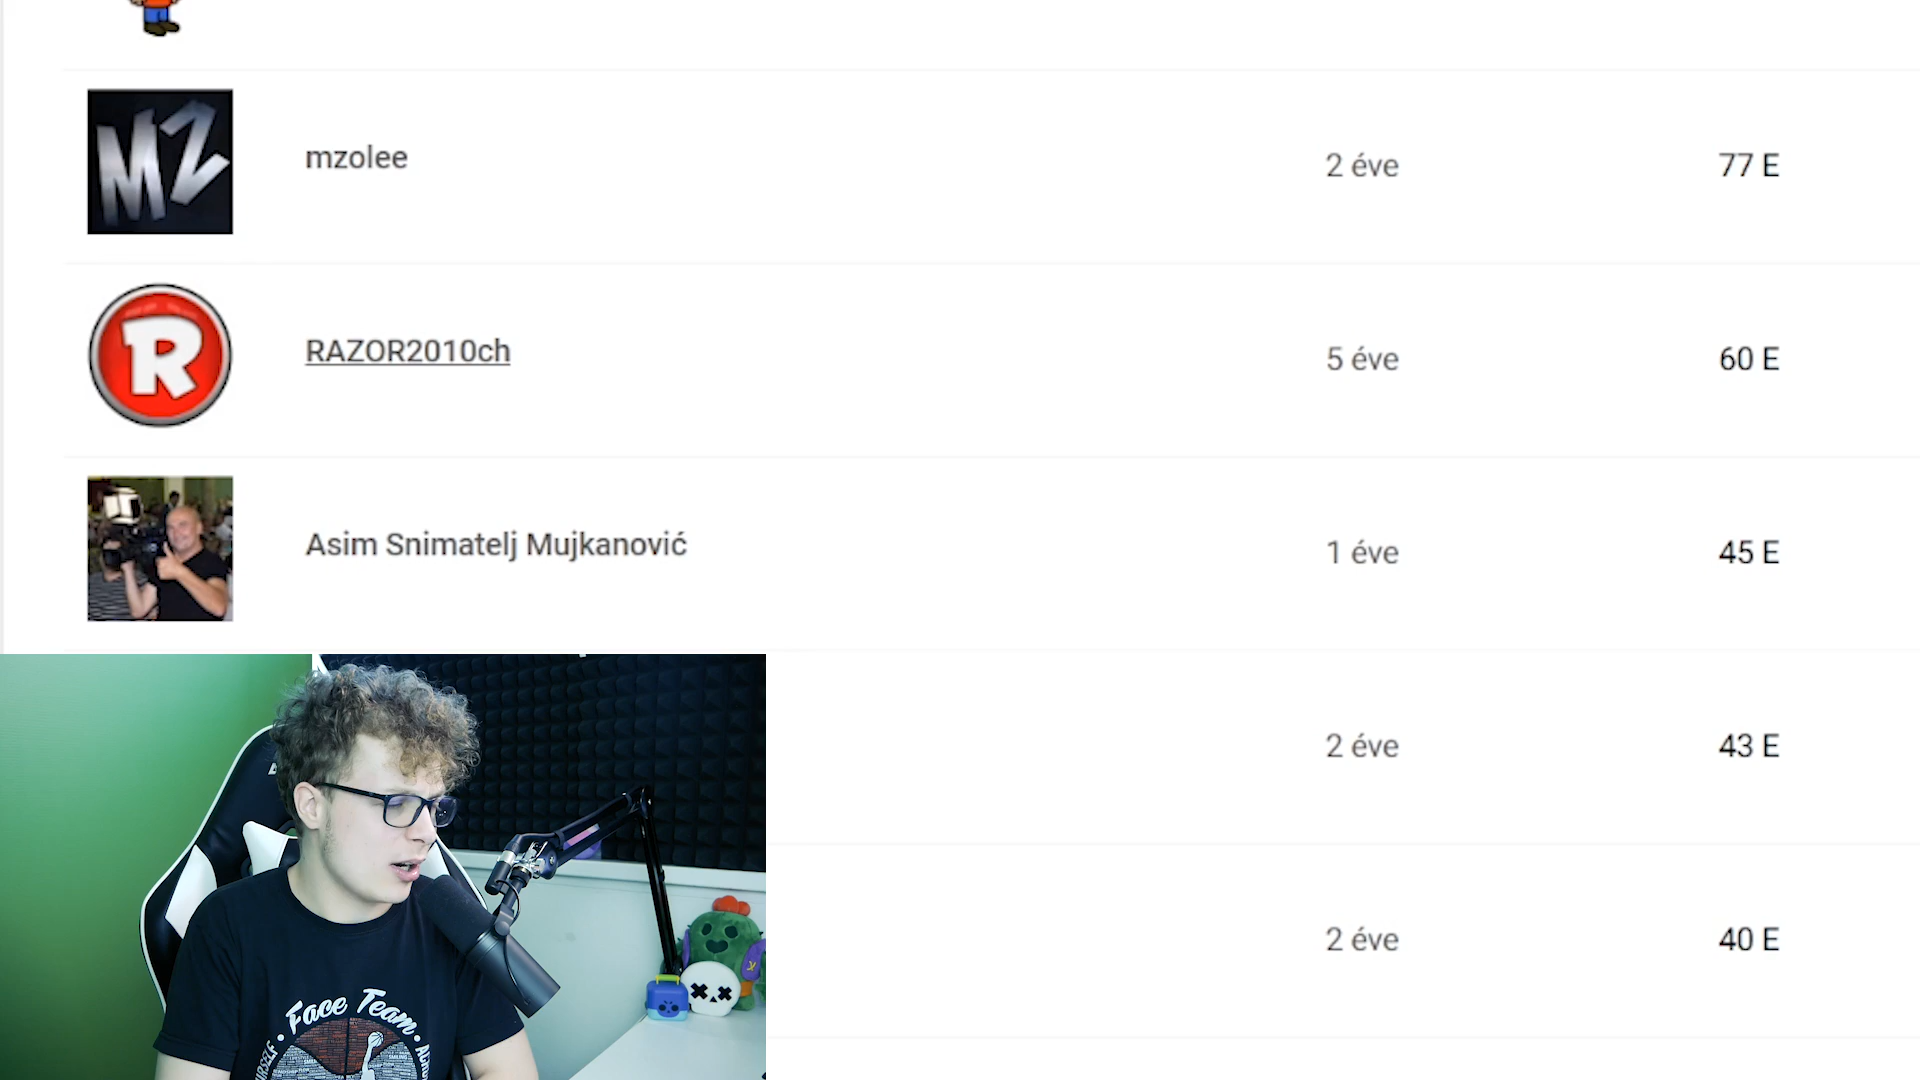 MZ
mzolee
2 éve
77 E
R
RAZOR2010ch
5 éve
60 E
Asim Snimatelj Mujkanović
1 éve
45 E
2 éve
43 E
2 éve
40 E
Face Team